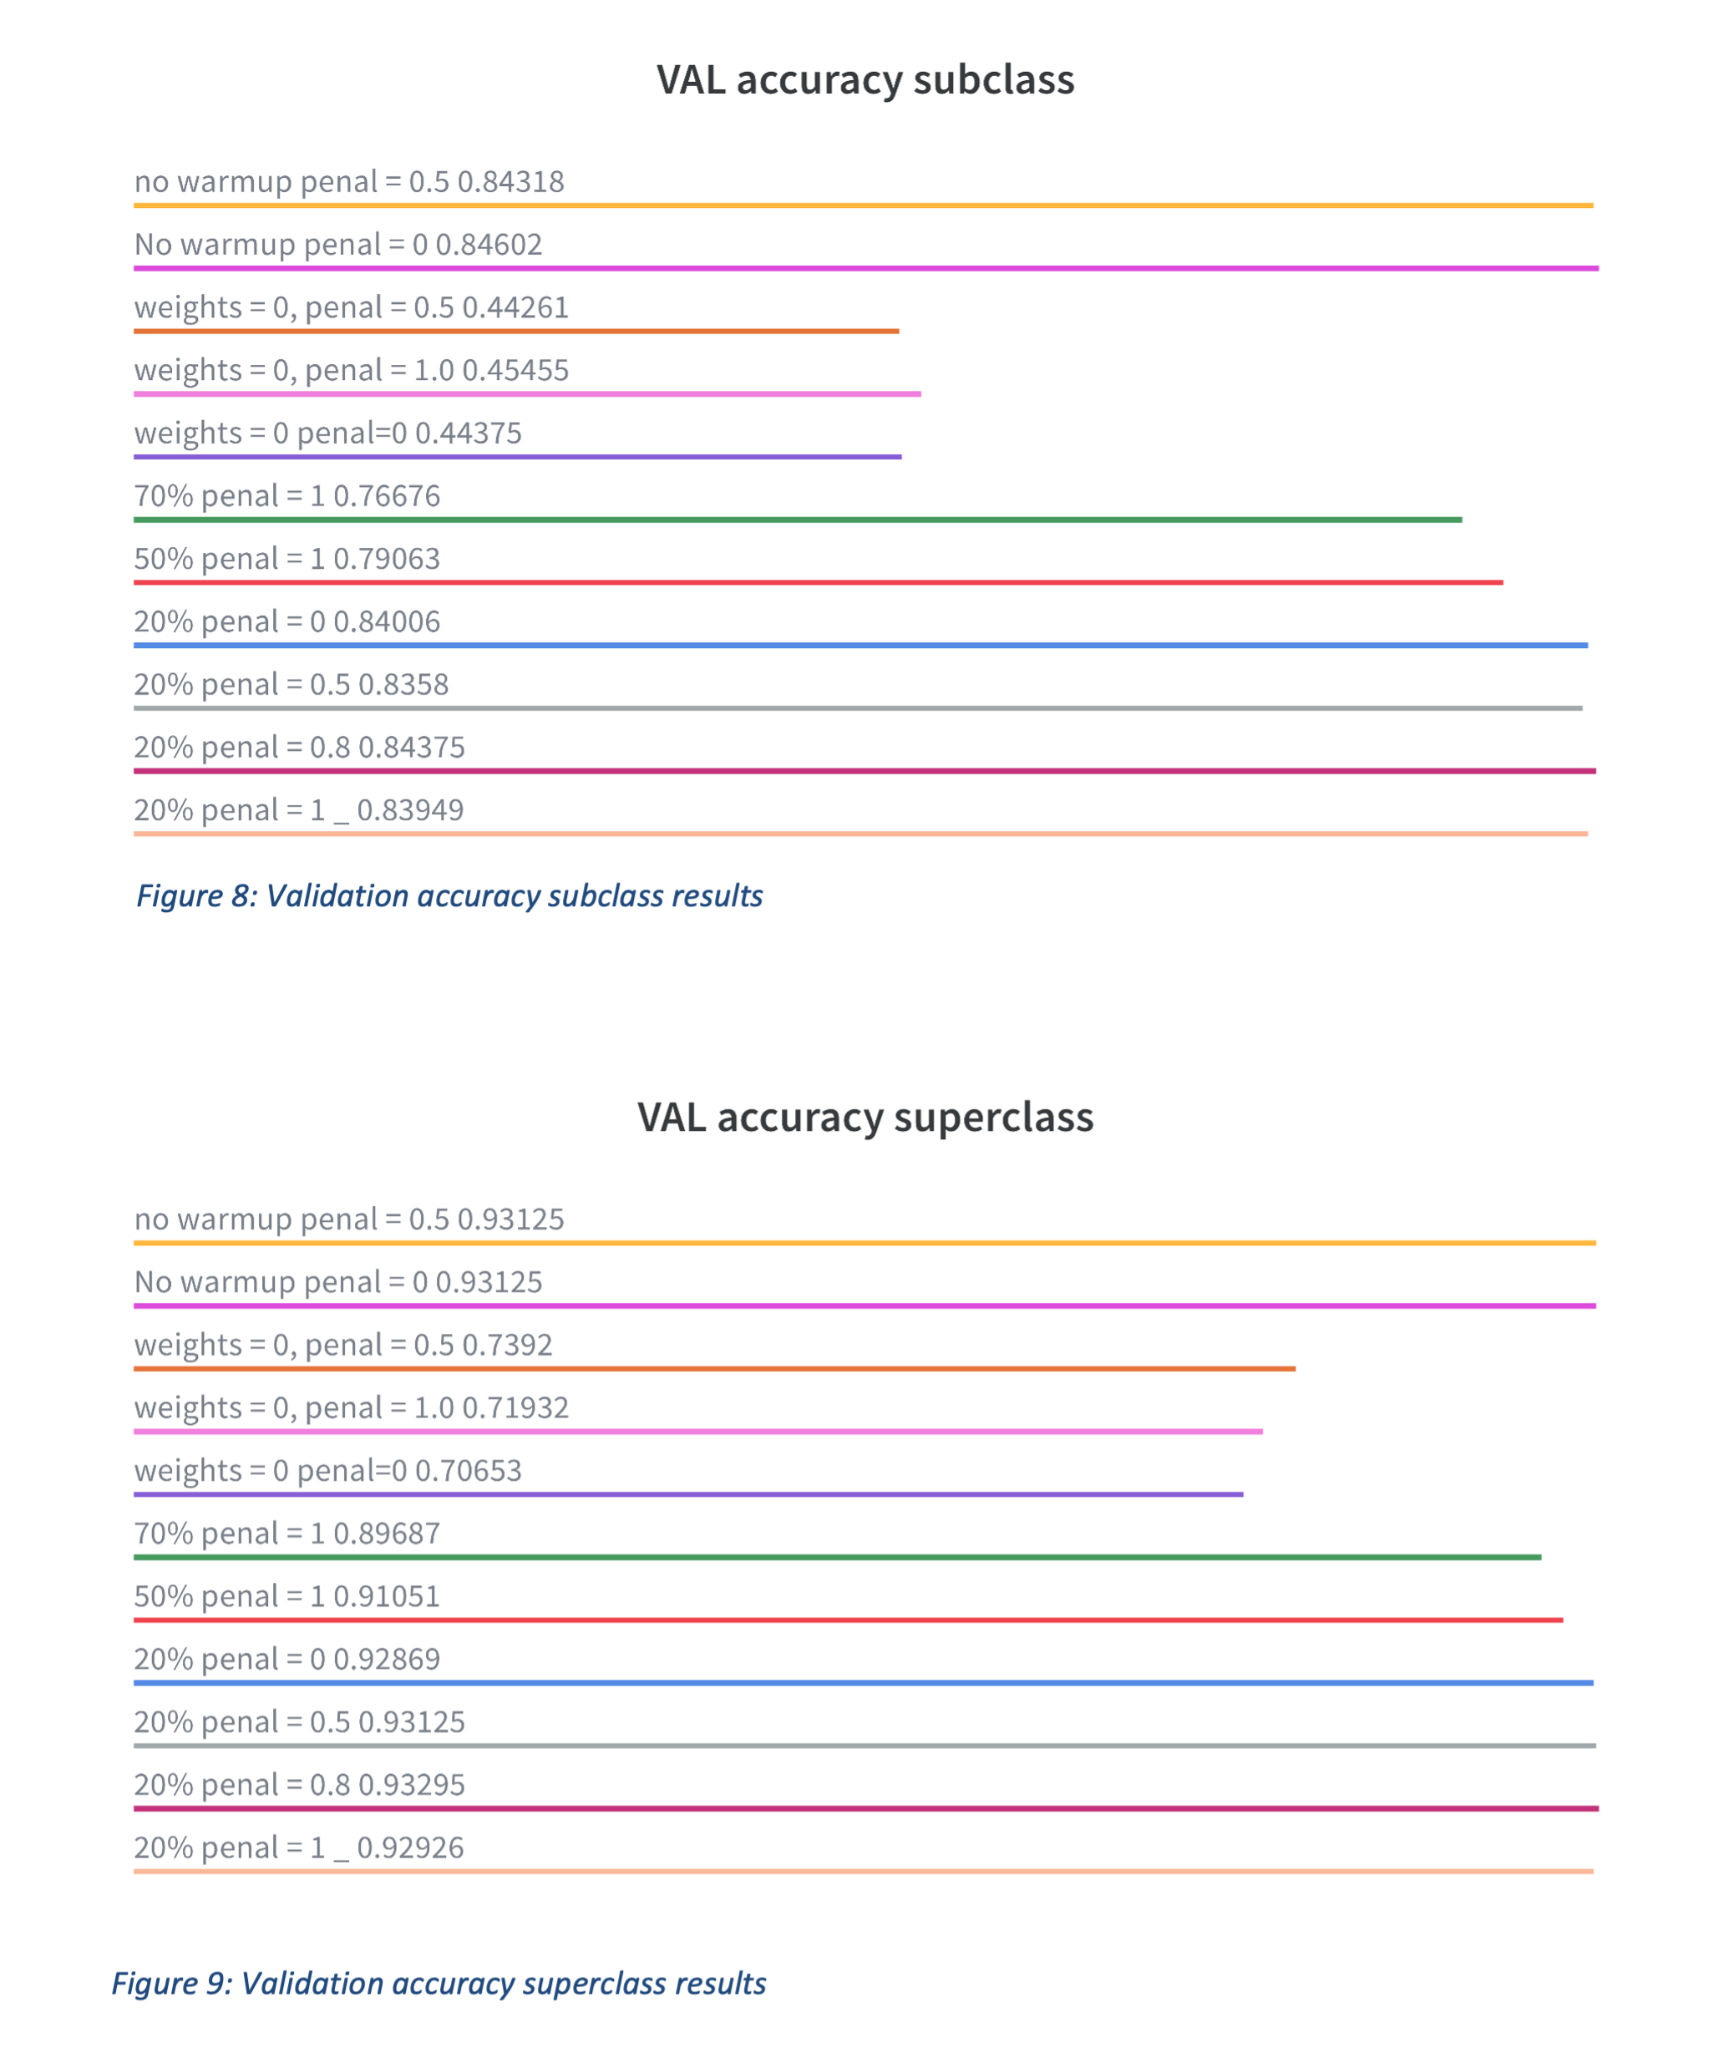 VAL accuracy subclass
no warmup penal = 0.5 0.84318
No warmup penal = 0 0.84602
weights = 0, penal = 0.5 0.44261
weights = 0, penal = 1.0 0.45455
weights = 0 penal=0 0.44375
70% penal = 1 0.76676
50% penal = 1 0.79063
20% penal = 0 0.84006
20% penal = 0.5 0.8358
20% penal = 0.8 0.84375
20% penal = 1 _ 0.83949
Figure 8: Validation accuracy subclass results
VAL accuracy superclass
no warmup penal = 0.5 0.93125
No warmup penal = 0 0.93125
weights = 0, penal = 0.5 0.7392
weights = 0, penal = 1.0 0.71932
weights = 0 penal=0 0.70653
70% penal = 1 0.89687
50% penal = 1 0.91051
20% penal = 0 0.92869
20% penal = 0.5 0.93125
20% penal = 0.8 0.93295
20% penal = 1 _ 0.92926
Figure 9: Validation accuracy superclass results